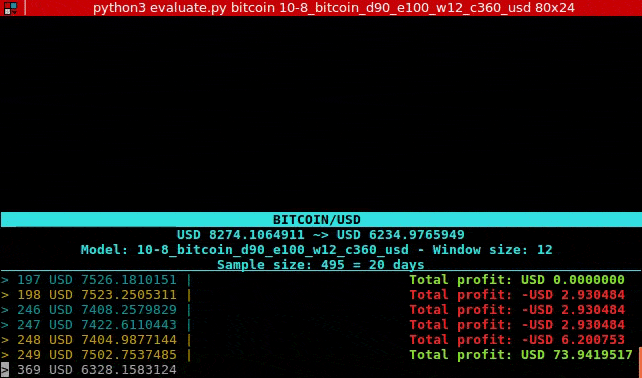 python3 evaluate.py bitcoin 10-8_bitcoin_d90_e100_w12_c360_usd 80x24
BITCOIN/USD
USD 8274.1064911 ~> USD 6234.9765949
Model: 10-8_bitcoin_d90_e100_w12_c360_usd - Window size: 12
Sample size: 495 = 20 days
> 197 USD 7526.1810151 | Total profit: USD 0.0000000
> 198 USD 7523.2505311 | Total profit: -USD 2.930484
> 246 USD 7408.2579829 | Total profit: -USD 2.930484
> 247 USD 7422.6110443 | Total profit: -USD 2.930484
> 248 USD 7404.9877144 | Total profit: -USD 6.200753
> 249 USD 7502.7537485 | Total profit: USD 73.9419517
> 369 USD 6328.1583124